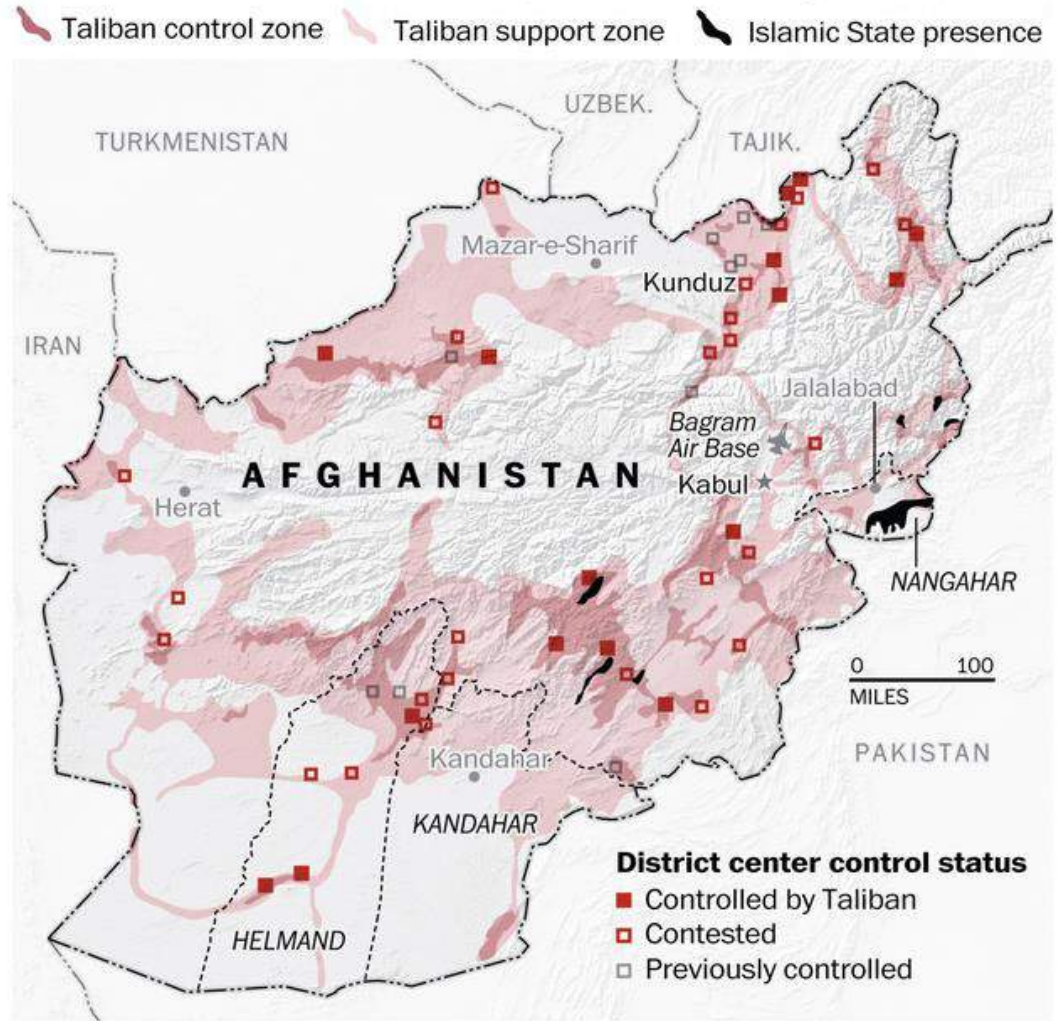 Taliban control zone
Taliban support zone
Islamic State presence
UZBEK.
TURKMENISTAN
TAJIK.
Mazar-e-Sharif
Kunduz
IRAN
Jalalabad
Bagram
Air Base
AFGHANISTAN
Kabul
Herat
NANGAHAR
0 100
MILES
PAKISTAN
Kandahar
KANDAHAR
HELMAND
District center control status
Controlled by Taliban
Contested
Previously controlled